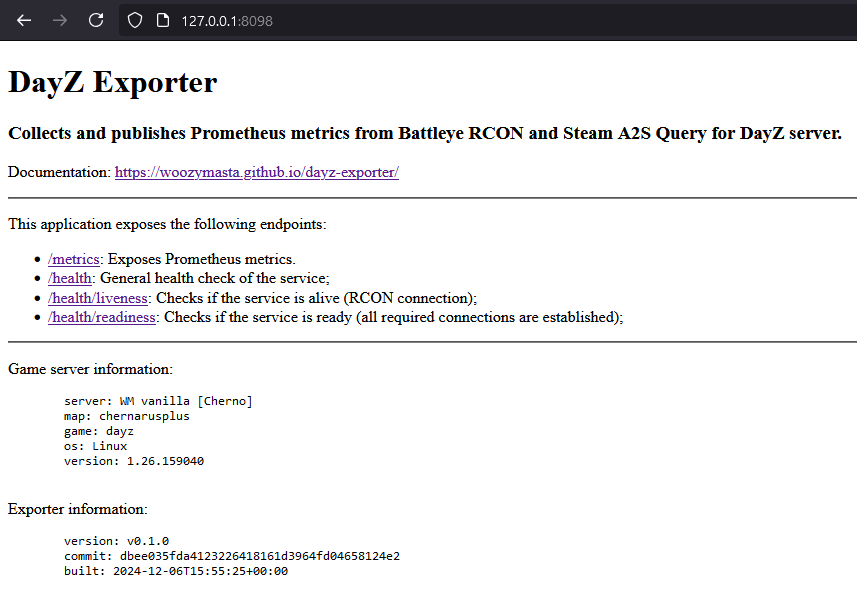 127.0.0.1:8098
DayZ Exporter
Collects and publishes Prometheus metrics from Battleye RCON and Steam A2S Query for DayZ server.
Documentation: https://woozymasta.github.io/dayz-exporter/
This application exposes the following endpoints:
• /metrics: Exposes Prometheus metrics.
• /health: General health check of the service;
• /health/liveness: Checks if the service is alive (RCON connection);
• /health/readiness: Checks if the service is ready (all required connections are established);
Game server information:
server: WM vanilla [Cherno]
map: chernarusplus
game: dayz
os: Linux
version: 1.26.159040
Exporter information:
version: v0.1.0
commit: dbee035fda4123226418161d3964fd04658124e2
built: 2024-12-06T15:55:25+00:00